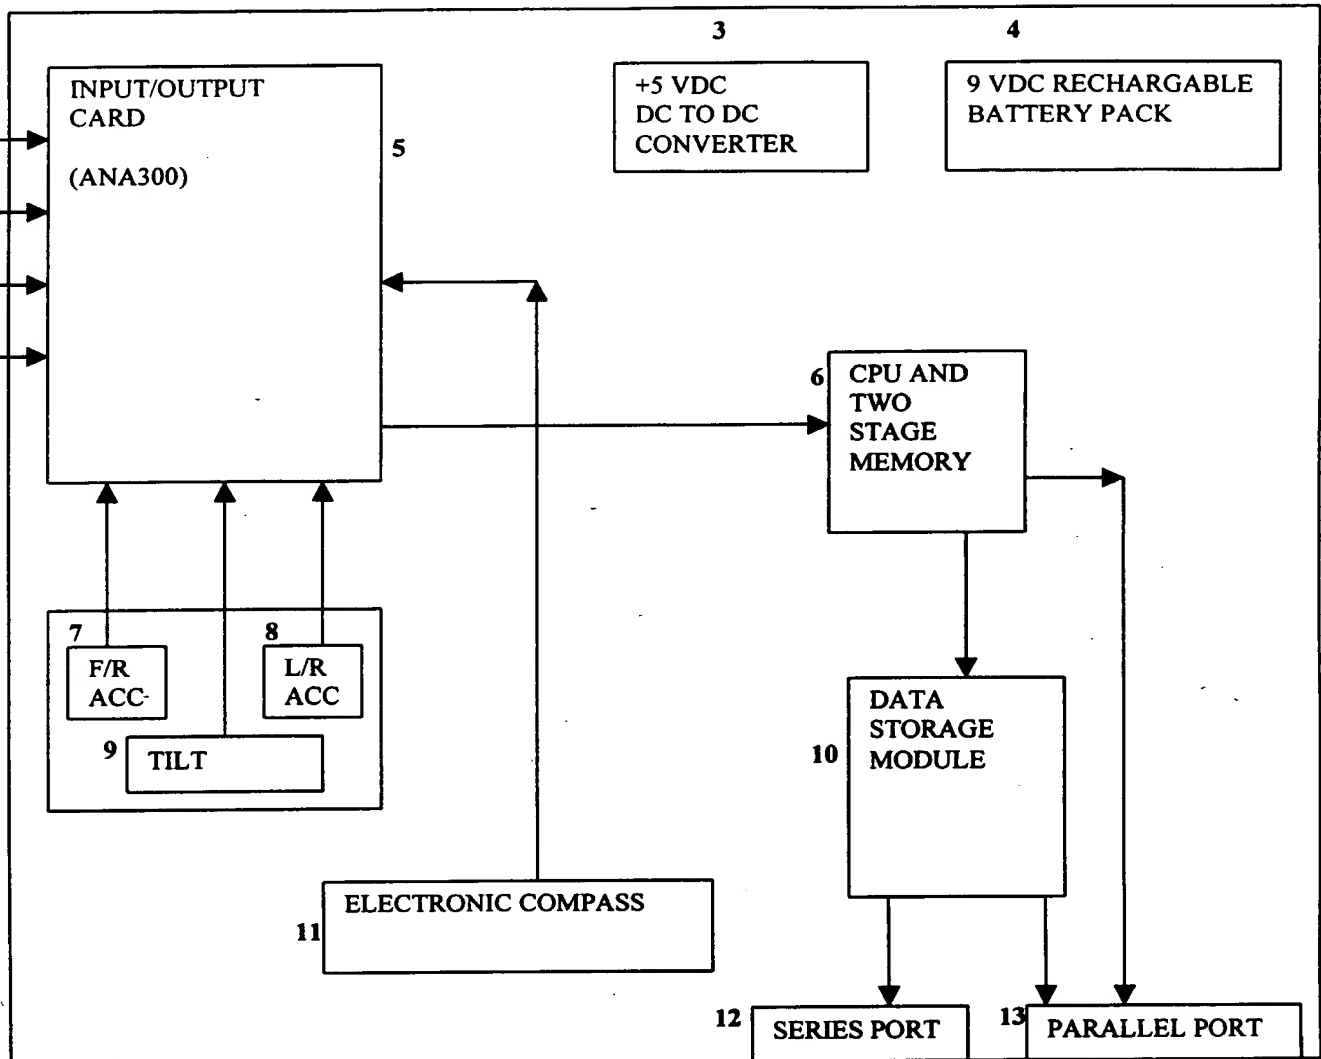 3
4
INPUT/OUTPUT
CARD
(ANA300)
5
+5 VDC
DC TO DC
CONVERTER
9 VDC RECHARGABLE
BATTERY PACK
6
CPU AND
TWO
STAGE
MEMORY
7
F/R
ACC
8
L/R
ACC
9
TILT
10
DATA
STORAGE
MODULE
11
ELECTRONIC COMPASS
12
SERIES PORT
13
PARALLEL PORT